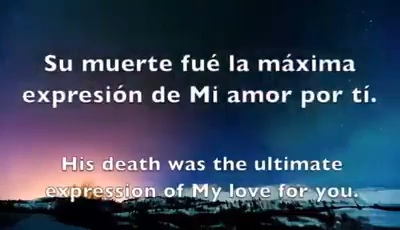 Su muerte fué la máxima
expresión de Mi amor por tí.
His death was the ultimate
expression of My love for you.